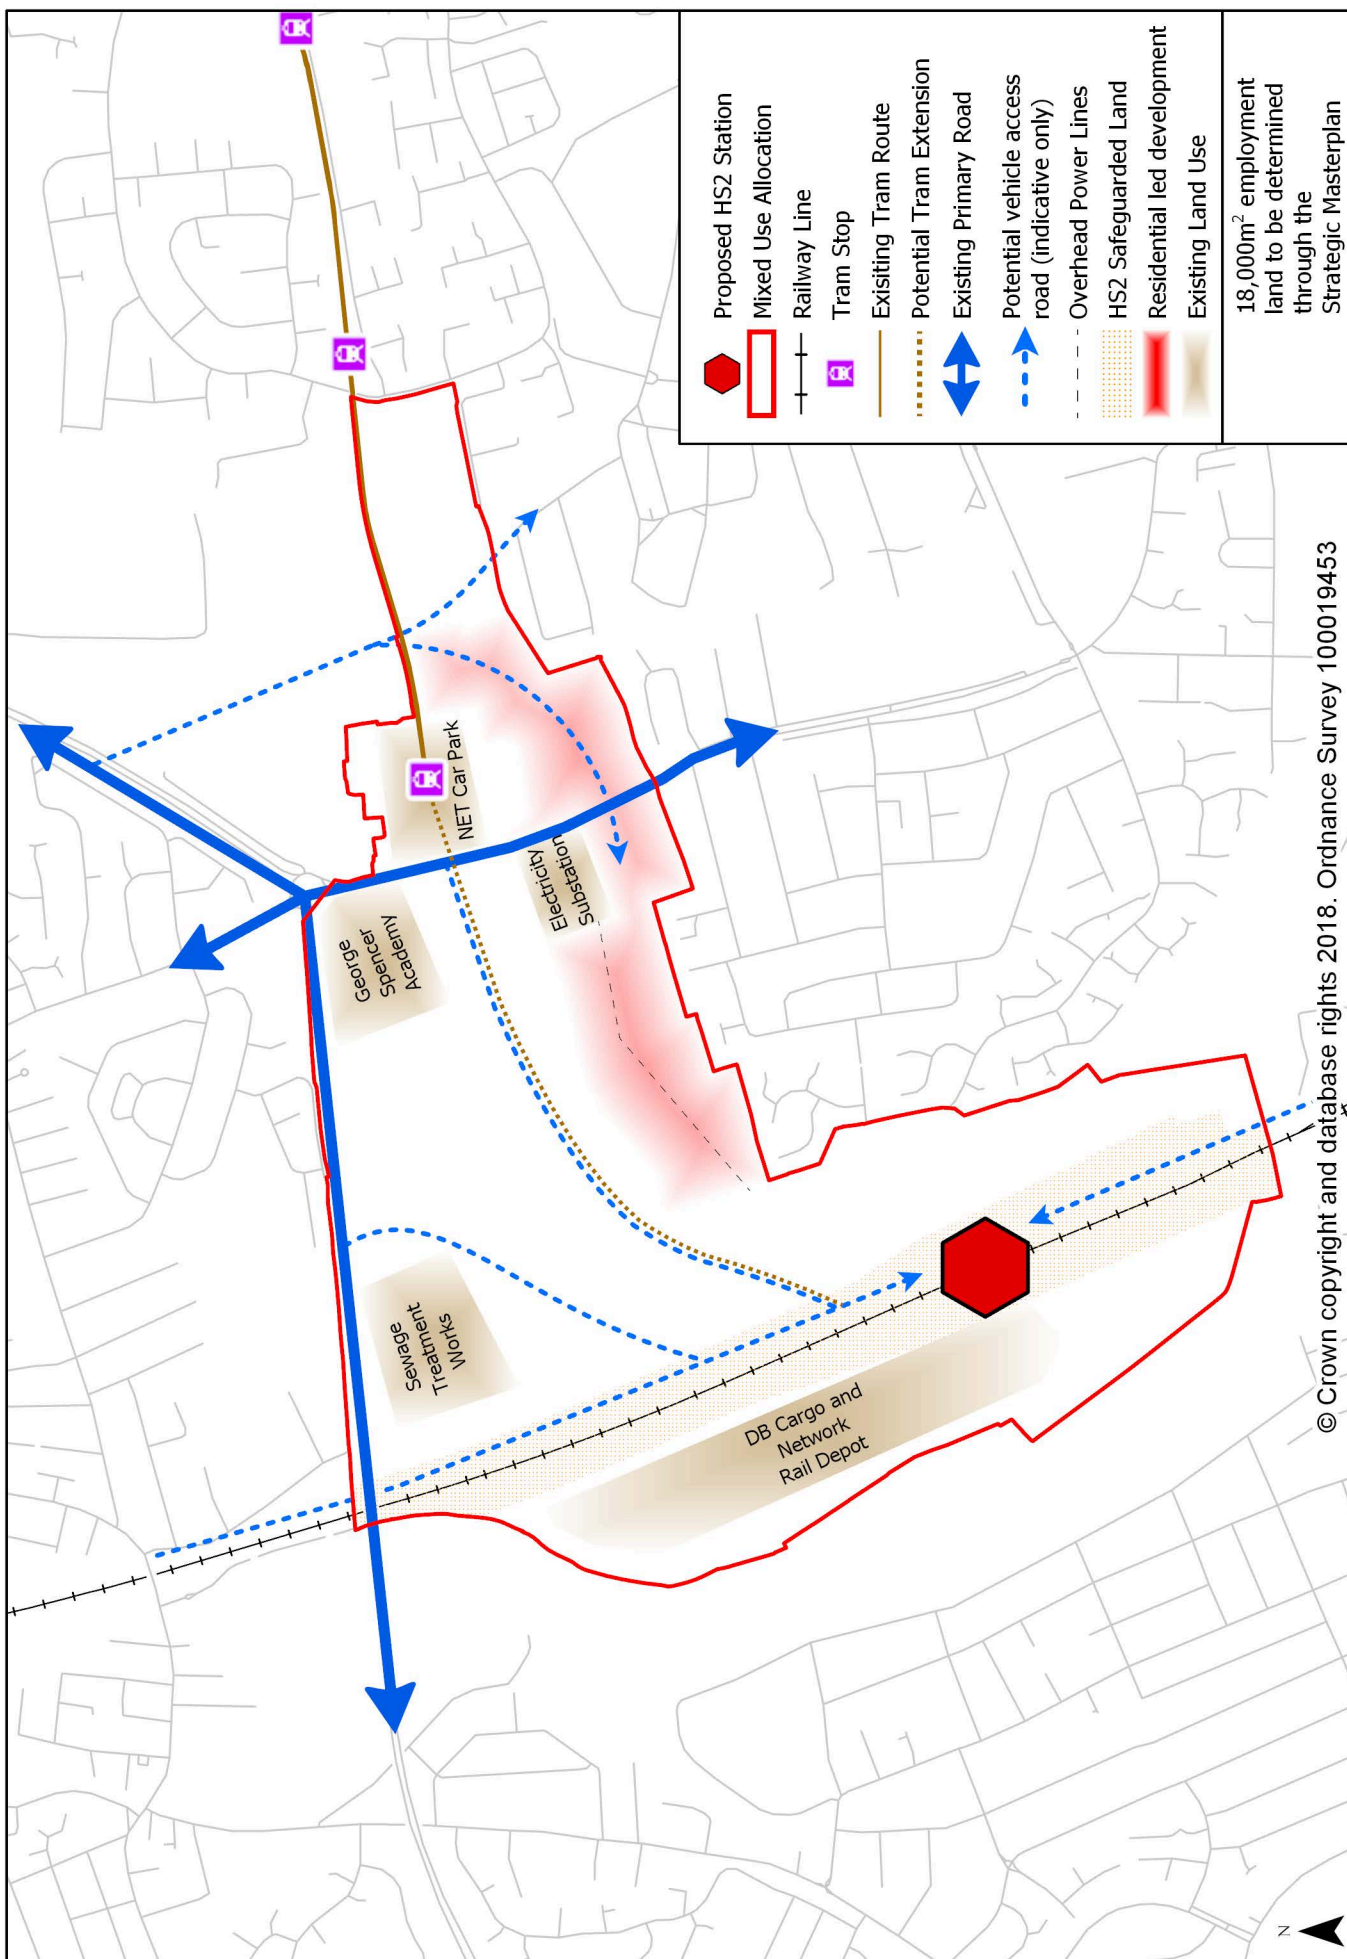 George
Spencer
Academy
NET Car Park
Electricity
Substation
Sewage
Treatment
Works
DB Cargo and
Network
Rail Depot
Proposed HS2 Station
Mixed Use Allocation
Railway Line
Tram Stop
Exisiting Tram Route
Potential Tram Extension
Existing Primary Road
Potential vehicle access
road (indicative only)
Overhead Power Lines
HS2 Safeguarded Land
Residential led development
Existing Land Use
18,000m² employment
land to be determined
through the
Strategic Masterplan
N
© Crown copyright and database rights 2018. Ordnance Survey 100019453